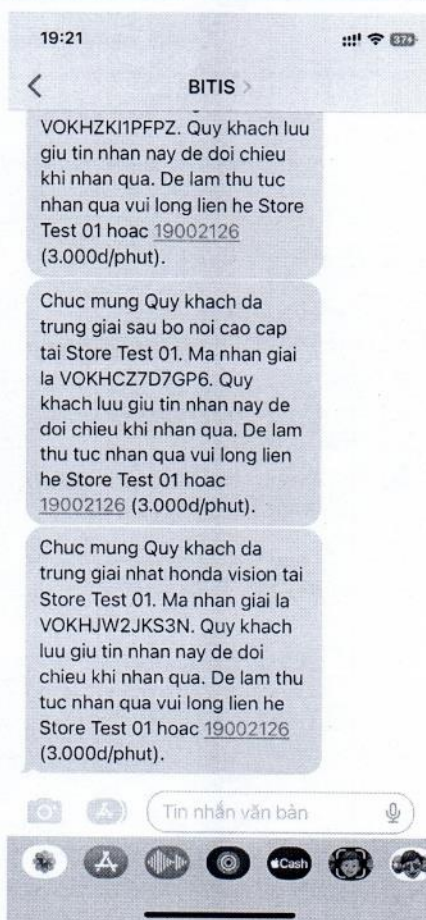 19:21
37
BITIS
VOKHZKI1PFPZ. Quy khach luu
giu tin nhan nay de doi chieu
khi nhan qua. De lam thu tuc
nhan qua vui long lien he Store
Test 01 hoac 19002126
(3.000d/phut).
Chuc mung Quy khach da
trung giai sau bo noi cao cap
tai Store Test 01. Ma nhan giai
la VOKHCZ7D7GP6. Quy
khach luu giu tin nhan nay de
doi chieu khi nhan qua. De lam
thu tuc nhan qua vui long lien
he Store Test 01 hoac
19002126 (3.000d/phut).
Chuc mung Quy khach da
trung giai nhat honda vision tai
Store Test 01. Ma nhan giai la
VOKHJW2JKS3N. Quy khach
luu giu tin nhan nay de doi
chieu khi nhan qua. De lam thu
tuc nhan qua vui long lien he
Store Test 01 hoac 19002126
(3.000d/phut).
Tin nhắn văn bản
Cash